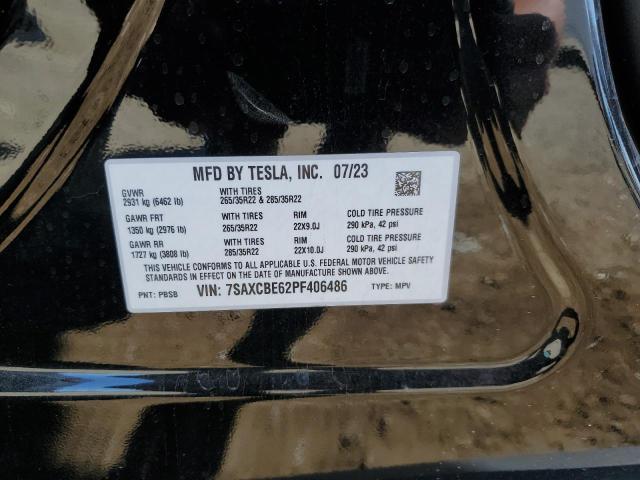 MFD BY TESLA, INC. 07/23
GVWR
2931 kg (6462 lb)
WITH TIRES
265/35R22 & 285/35R22
GAWR FRT
1350 kg (2976 lb)
WITH TIRES
265/35R22
RIM
22X9.0J
COLD TIRE PRESSURE
290 kPa, 42 psi
GAWR RR
1727 kg (3808 lb)
WITH TIRES
285/35R22
RIM
22X10.0J
COLD TIRE PRESSURE
290 kPa, 42 psi
THIS VEHICLE CONFORMS TO ALL APPLICABLE U.S. FEDERAL MOTOR VEHICLE SAFETY
STANDARDS IN EFFECT ON THE DATE OF MANUFACTURE SHOWN ABOVE.
PNT: PBSB VIN: 7SAXCBE62PF406486 TYPE: MPV